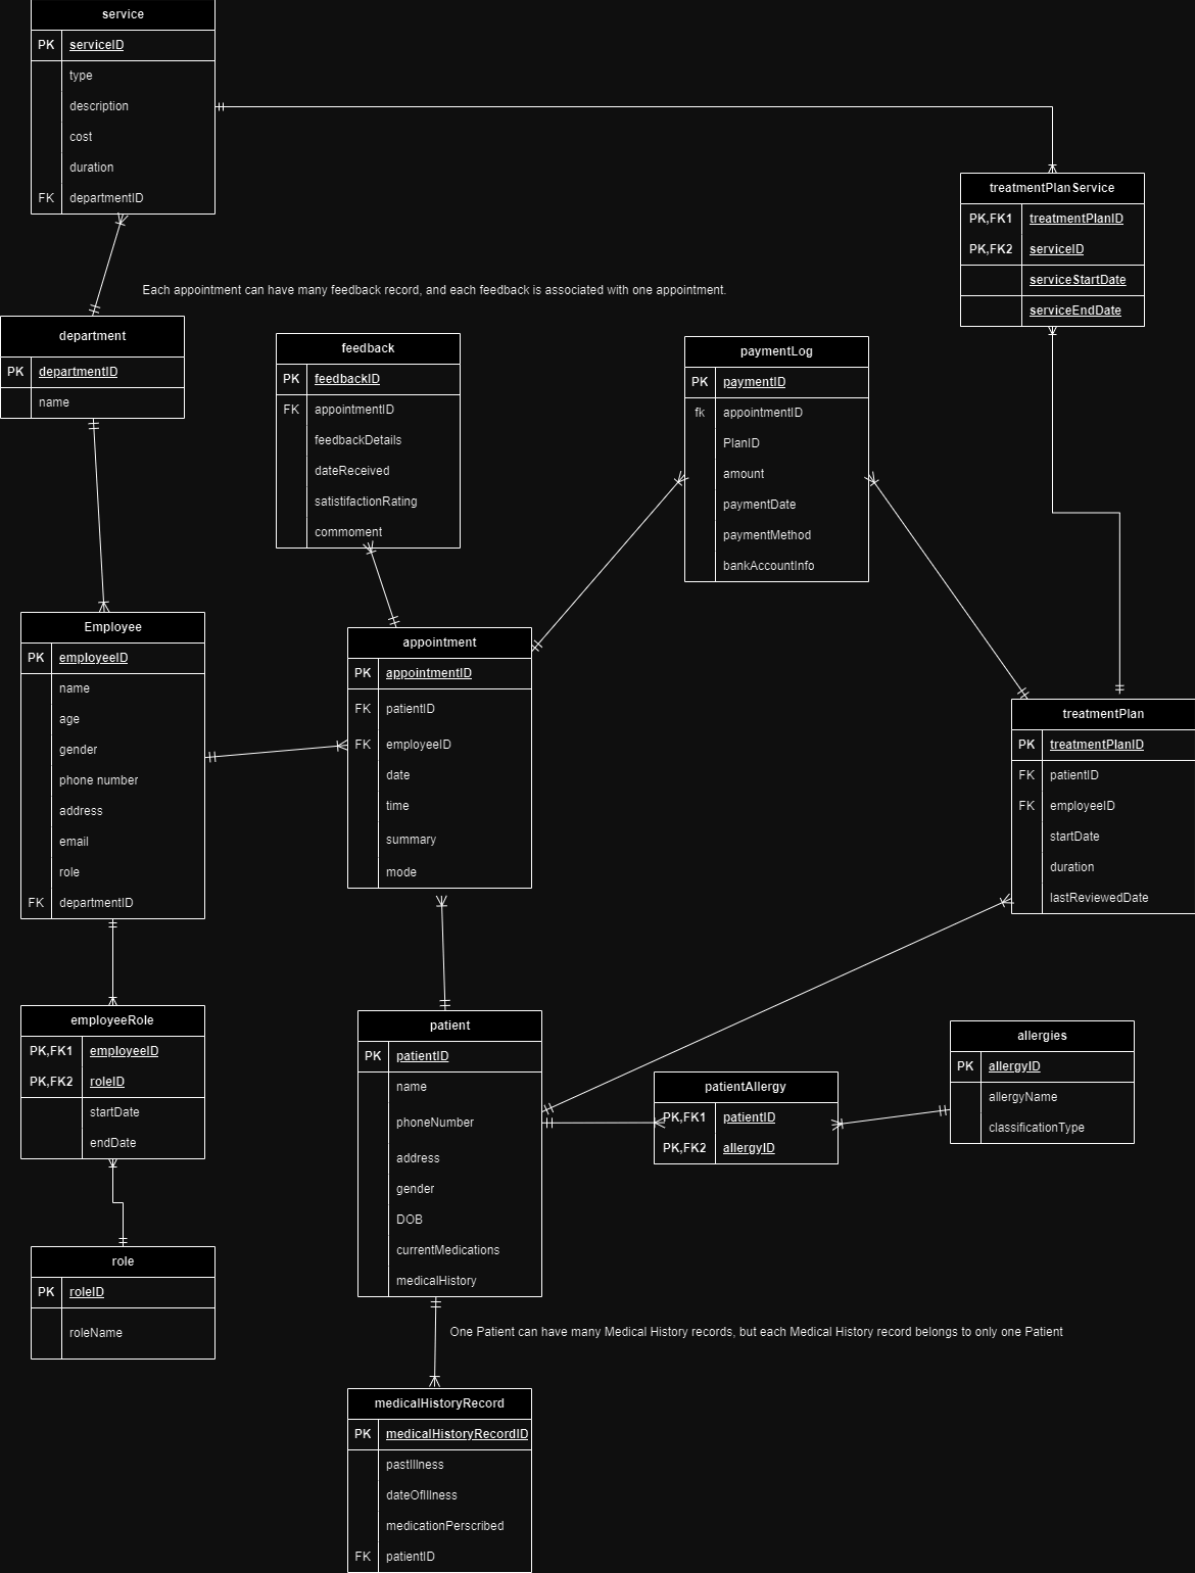 service
PK serviceID
type
description
cost
duration
FK departmentID
treatmentPlanService
PK,FK1 treatmentPlanID
PK,FK2 serviceID
serviceStartDate
serviceEndDate
Each appointment can have many feedback record, and each feedback is associated with one appointment.
department
PK departmentID
name
feedback
PK feedbackID
FK appointmentID
feedbackDetails
dateReceived
satistifactionRating
commoment
paymentLog
PK paymentID
fk appointmentID
PlanID
amount
paymentDate
paymentMethod
bankAccountInfo
Employee
PK employeeID
name
age
gender
phone number
address
email
role
FK departmentID
appointment
PK appointmentID
FK patientID
FK employeeID
date
time
summary
mode
treatmentPlan
PK treatmentPlanID
FK patientID
FK employeeID
startDate
duration
lastReviewedDate
employeeRole
PK,FK1 employeeID
PK,FK2 roleID
startDate
endDate
patient
PK patientID
name
phoneNumber
address
gender
DOB
currentMedications
medicalHistory
patientAllergy
PK,FK1 patientID
PK,FK2 allergyID
allergies
PK allergyID
allergyName
classificationType
role
PK roleID
roleName
One Patient can have many Medical History records, but each Medical History record belongs to only one Patient
medicalHistoryRecord
PK medicalHistoryRecordID
pastIllness
dateOfIllness
medicationPerscribed
FK patientID